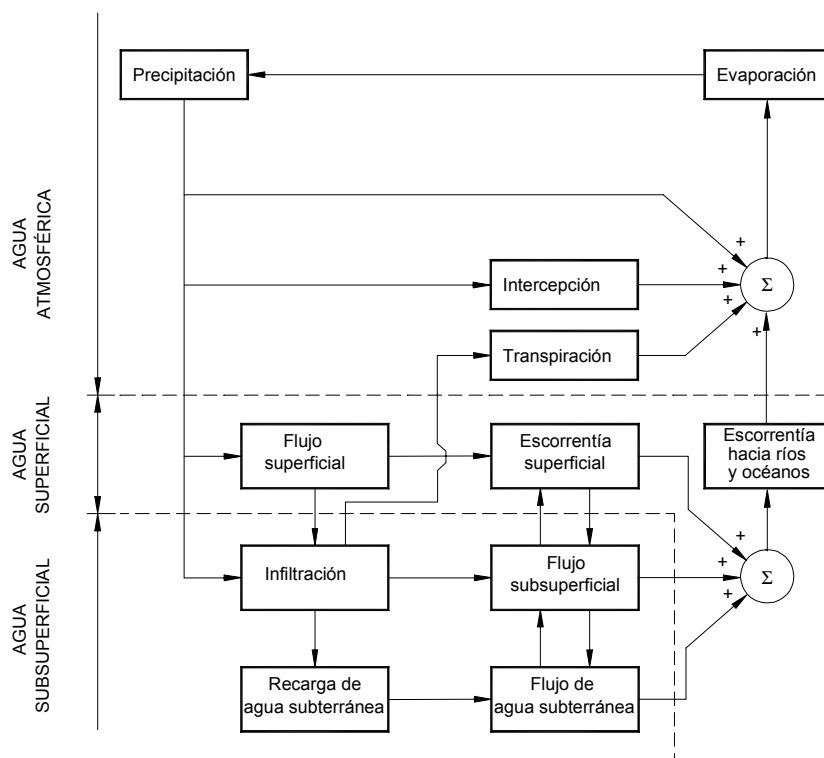 Precipitación
Evaporación
AGUA
ATMOSFÉRICA
+
+
Intercepción
Σ
+
+
Transpiración
AGUA
SUPERFICIAL
Flujo
superficial
Escorrentía
superficial
Escorrentía
hacia ríos
y océanos
+
+
Infiltración
Flujo
subsuperficial
Σ
+
AGUA
SUBSUPERFICIAL
Recarga de
agua subterránea
Flujo de
agua subterránea